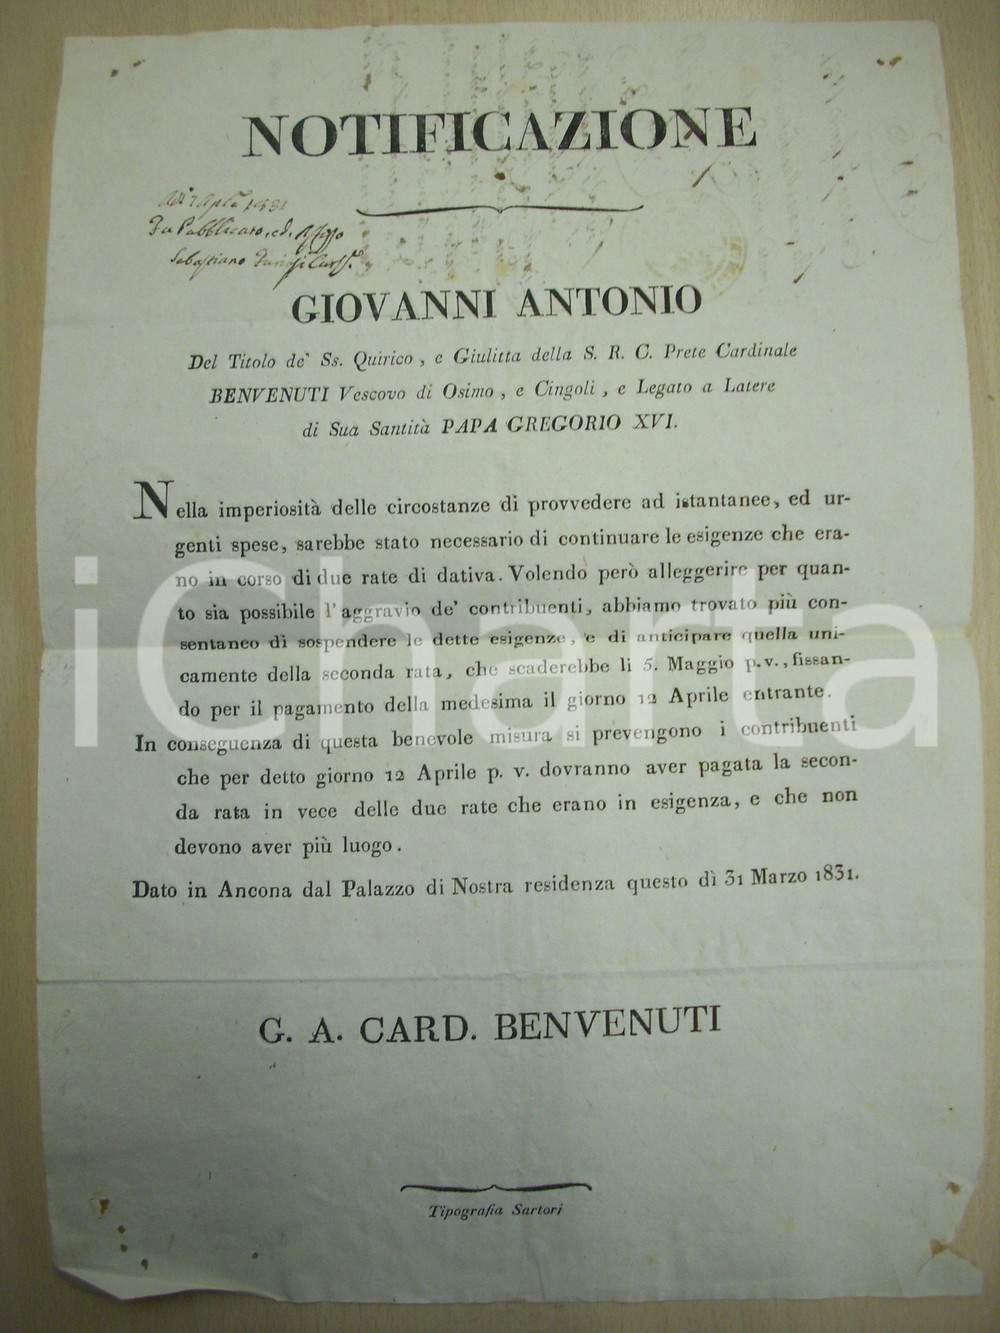 NOTIFICAZIONE
Fu Pubblicato, ed Affisso
Sebastiano
GIOVANNI ANTONIO
Del Titolo de' Ss. Quirico , e Giulitta della S. R. C. Prete Cardinale
BENVENUTI Vescovo di Osimo , e Cingoli , e Legato a Latere
di Sua Santità PAPA GREGORIO XVI.
Nella imperiosità delle circostanze di provvedere ad istantanee, ed ur-
genti spese, sarebbe stato necessario di continuare le esigenze che era-
no in corso di due rate di dativa. Volendo però alleggerire per quan-
to sia possibile l'aggravio de' contribuenti, abbiamo trovato più con-
sentaneo di sospendere le dette esigenze, e di anticipare quella uni-
camente della seconda rata, che scaderebbe li 5. Maggio p.v., fissan-
do per il pagamento della medesima il giorno 12 Aprile entrante.
In conseguenza di questa benevole misura si prevengono i contribuenti
che per detto giorno 12 Aprile p. v. dovranno aver pagata la secon-
da rata in vece delle due rate che erano in esigenza, e che non
devono aver più luogo.
Dato in Ancona dal Palazzo di Nostra residenza questo dì 31 Marzo 1831.
G. A. CARD. BENVENUTI
Tipografia Sartori
iCharta